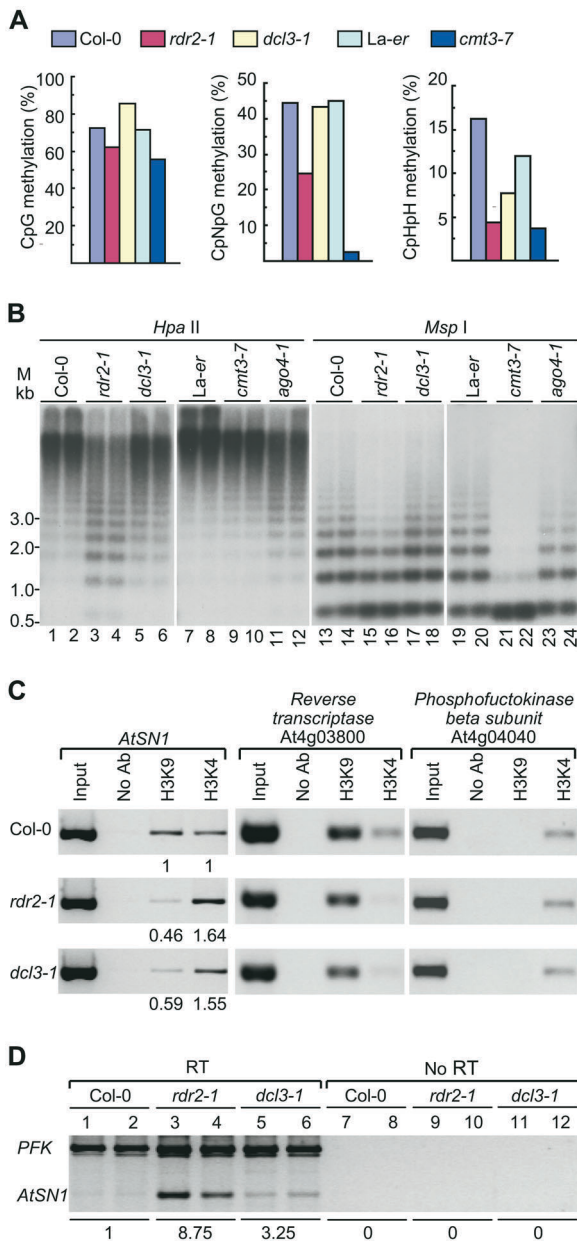 A
Col-0 rdr2-1 dcl3-1 La-er cmt3-7
CpG methylation (%)
100
80
60
40
20
CpNpG methylation (%)
45
30
15
CpHpH methylation (%)
20
15
10
5
B
Hpa II Msp I
M
kb
Col-0 rdr2-1 dcl3-1 La-er cmt3-7 ago4-1 Col-0 rdr2-1 dcl3-1 La-er cmt3-7 ago4-1
3.0
2.0
1.0
0.5
1 2 3 4 5 6 7 8 9 10 11 12 13 14 15 16 17 18 19 20 21 22 23 24
C
AtSN1
Reverse
transcriptase
At4g03800
Phosphofuctokinase
beta subunit
At4g04040
Input No Ab H3K9 H3K4 Input No Ab H3K9 H3K4 Input No Ab H3K9 H3K4
Col-0
1 1
rdr2-1
0.46 1.64
dcl3-1
0.59 1.55
D
RT No RT
Col-0 rdr2-1 dcl3-1 Col-0 rdr2-1 dcl3-1
1 2 3 4 5 6 7 8 9 10 11 12
PFK
AtSN1
1 8.75 3.25 0 0 0